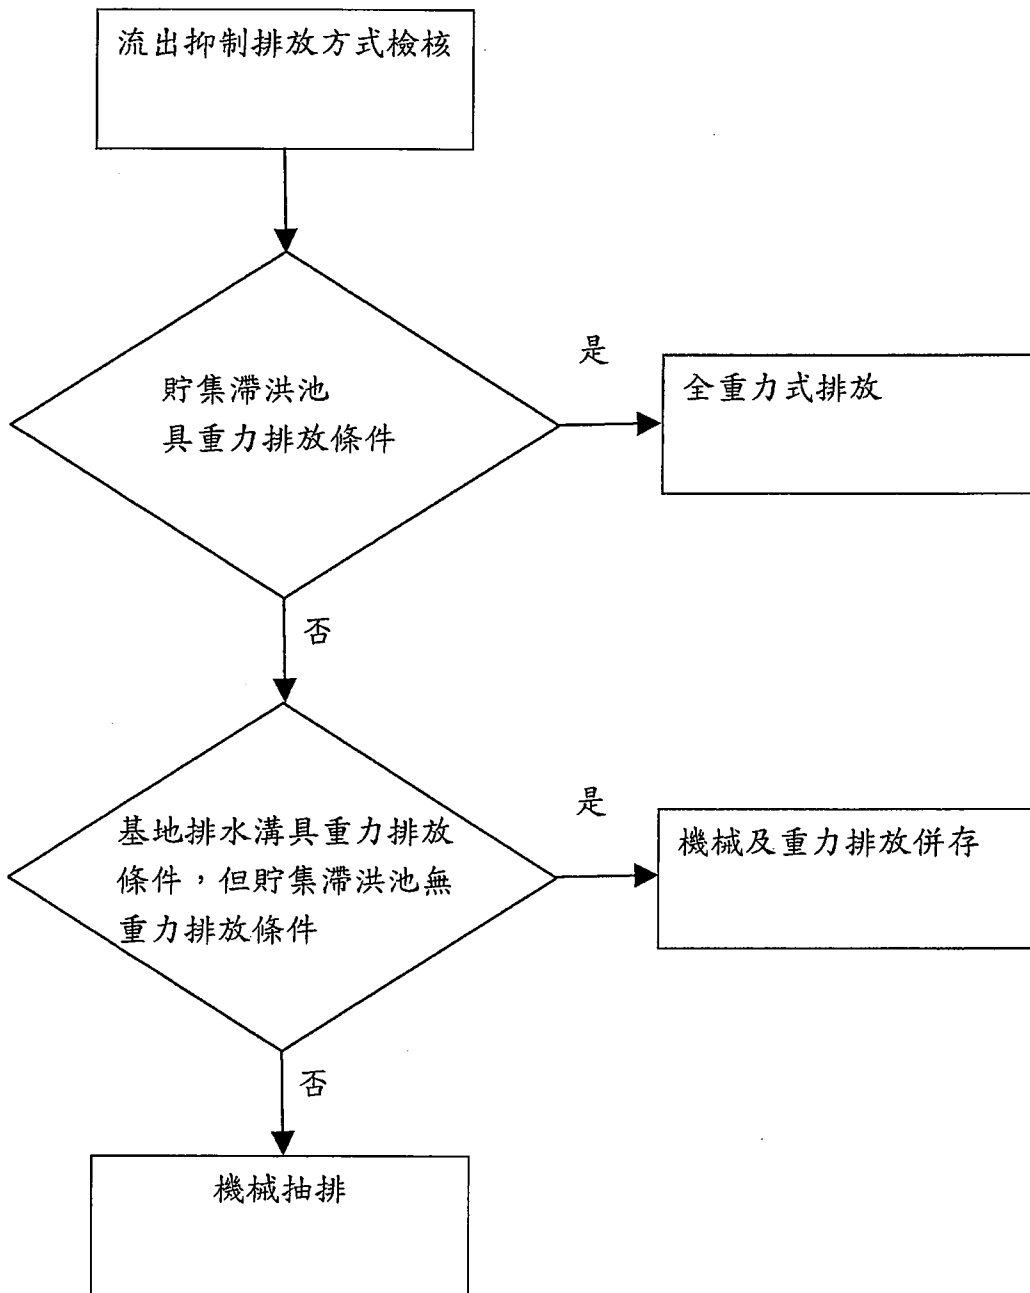 流出抑制排放方式檢核
貯集滯洪池
具重力排放條件
是
全重力式排放
否
基地排水溝具重力排放
條件，但貯集滯洪池無
重力排放條件
是
機械及重力排放併存
否
機械抽排